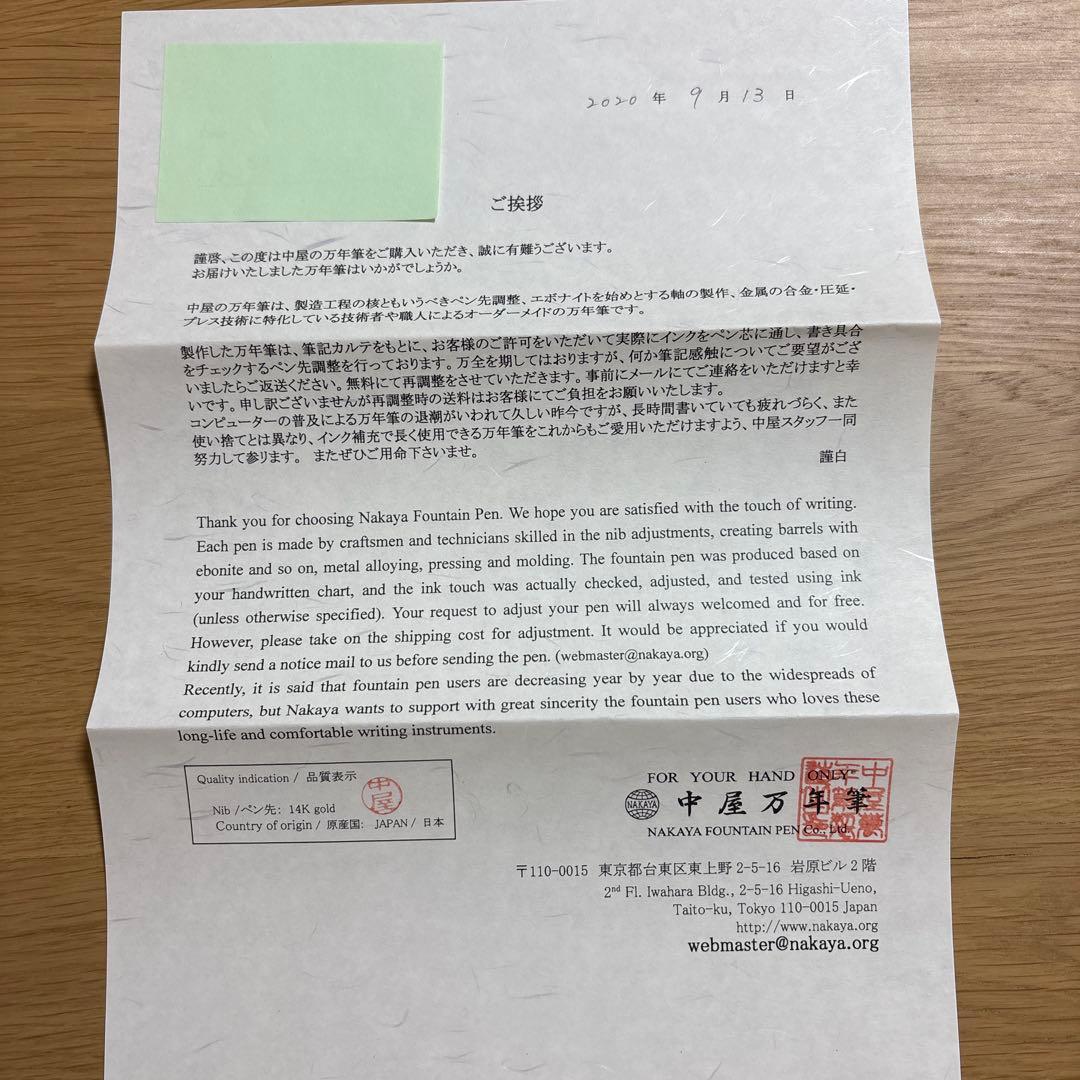 2020 年 9 月 13 日
ご挨拶
謹啓、この度は中屋の万年筆をご購入いただき、誠に有難うございます。
お届けいたしました万年筆はいかがでしょうか。
中屋の万年筆は、製造工程の核ともいうべきペン先調整、エボナイトを始めとする軸の製作、金属の合金・圧延・
プレス技術に特化している技術者や職人によるオーダーメイドの万年筆です。
製作した万年筆は、筆記カルテをもとに、お客様のご許可をいただいて実際にインクをペン芯に通し、書き具合
をチェックするペン先調整を行っております。万全を期してはおりますが、何か筆記感触についてご要望がござ
いましたらご返送ください。無料にて再調整をさせていただきます。事前にメールにてご連絡をいただけますと幸
いです。申し訳ございませんが再調整時の送料はお客様にてご負担をお願いいたします。
コンピューターの普及による万年筆の退潮がいわれて久しい昨今ですが、長時間書いていても疲れづらく、また
使い捨てとは異なり、インク補充で長く使用できる万年筆をこれからもご愛用いただけますよう、中屋スタッフ一同
努力して参ります。 またぜひご用命下さいませ。 謹白
Thank you for choosing Nakaya Fountain Pen. We hope you are satisfied with the touch of writing.
Each pen is made by craftsmen and technicians skilled in the nib adjustments, creating barrels with
ebonite and so on, metal alloying, pressing and molding. The fountain pen was produced based on
your handwritten chart, and the ink touch was actually checked, adjusted, and tested using ink
(unless otherwise specified). Your request to adjust your pen will always welcomed and for free.
However, please take on the shipping cost for adjustment. It would be appreciated if you would
kindly send a notice mail to us before sending the pen. (webmaster@nakaya.org)
Recently, it is said that fountain pen users are decreasing year by year due to the widespreads of
computers, but Nakaya wants to support with great sincerity the fountain pen users who loves these
long-life and comfortable writing instruments.
Quality indication / 品質表示
中屋
Nib /ペン先: 14K gold
Country of origin / 原産国: JAPAN / 日本
FOR YOUR HAND ONLY
NAKAYA 中屋万年筆
NAKAYA FOUNTAIN PEN Co., Ltd.
〒110-0015 東京都台東区東上野 2-5-16 岩原ビル 2 階
2nd Fl. Iwahara Bldg., 2-5-16 Higashi-Ueno,
Taito-ku, Tokyo 110-0015 Japan
http://www.nakaya.org
webmaster@nakaya.org